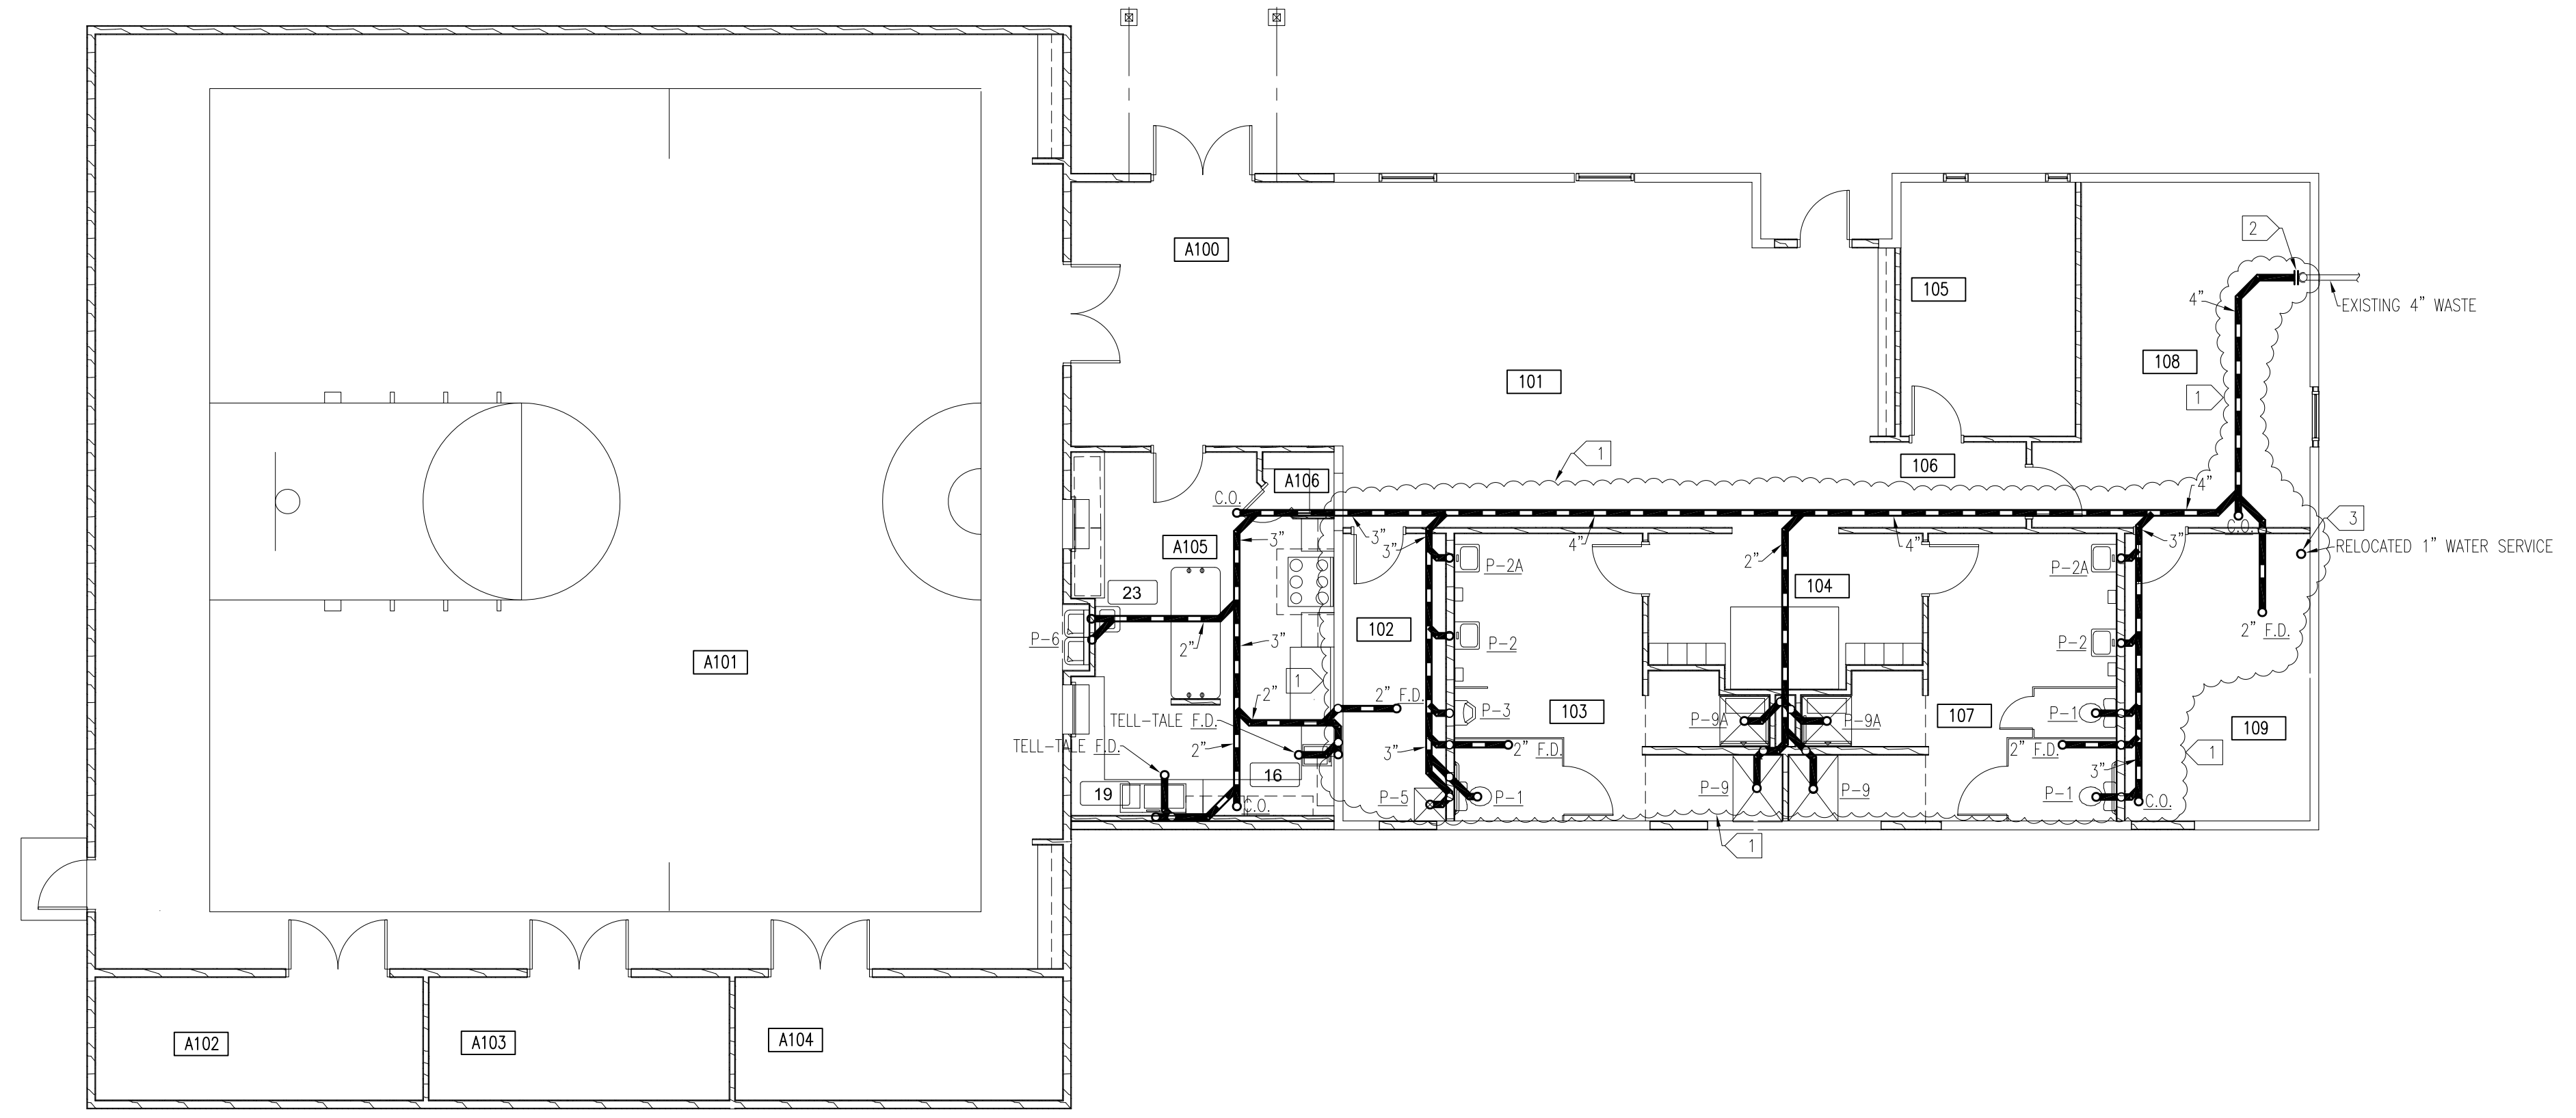 2
4"
EXISTING 4" WASTE
A100
105
108
101
1
1
106
A106
C.O.
4"
3"
3"
3"
3"
4"
4"
3"
C.O.
3
RELOCATED 1" WATER SERVICE
A105
P-2A
2"
104
P-2A
23
102
2" F.D.
P-6
2"
3"
P-2
P-2
A101
1
2"
2" F.D.
TELL-TALE F.D.
P-3
103
P-9A
P-9A
107
P-1
109
TELL-TALE F.D.
2"
3"
2" F.D.
2" F.D.
1
16
3"
19
C.O.
P-5
P-1
P-9
P-9
P-1
C.O.
1
A102
A103
A104